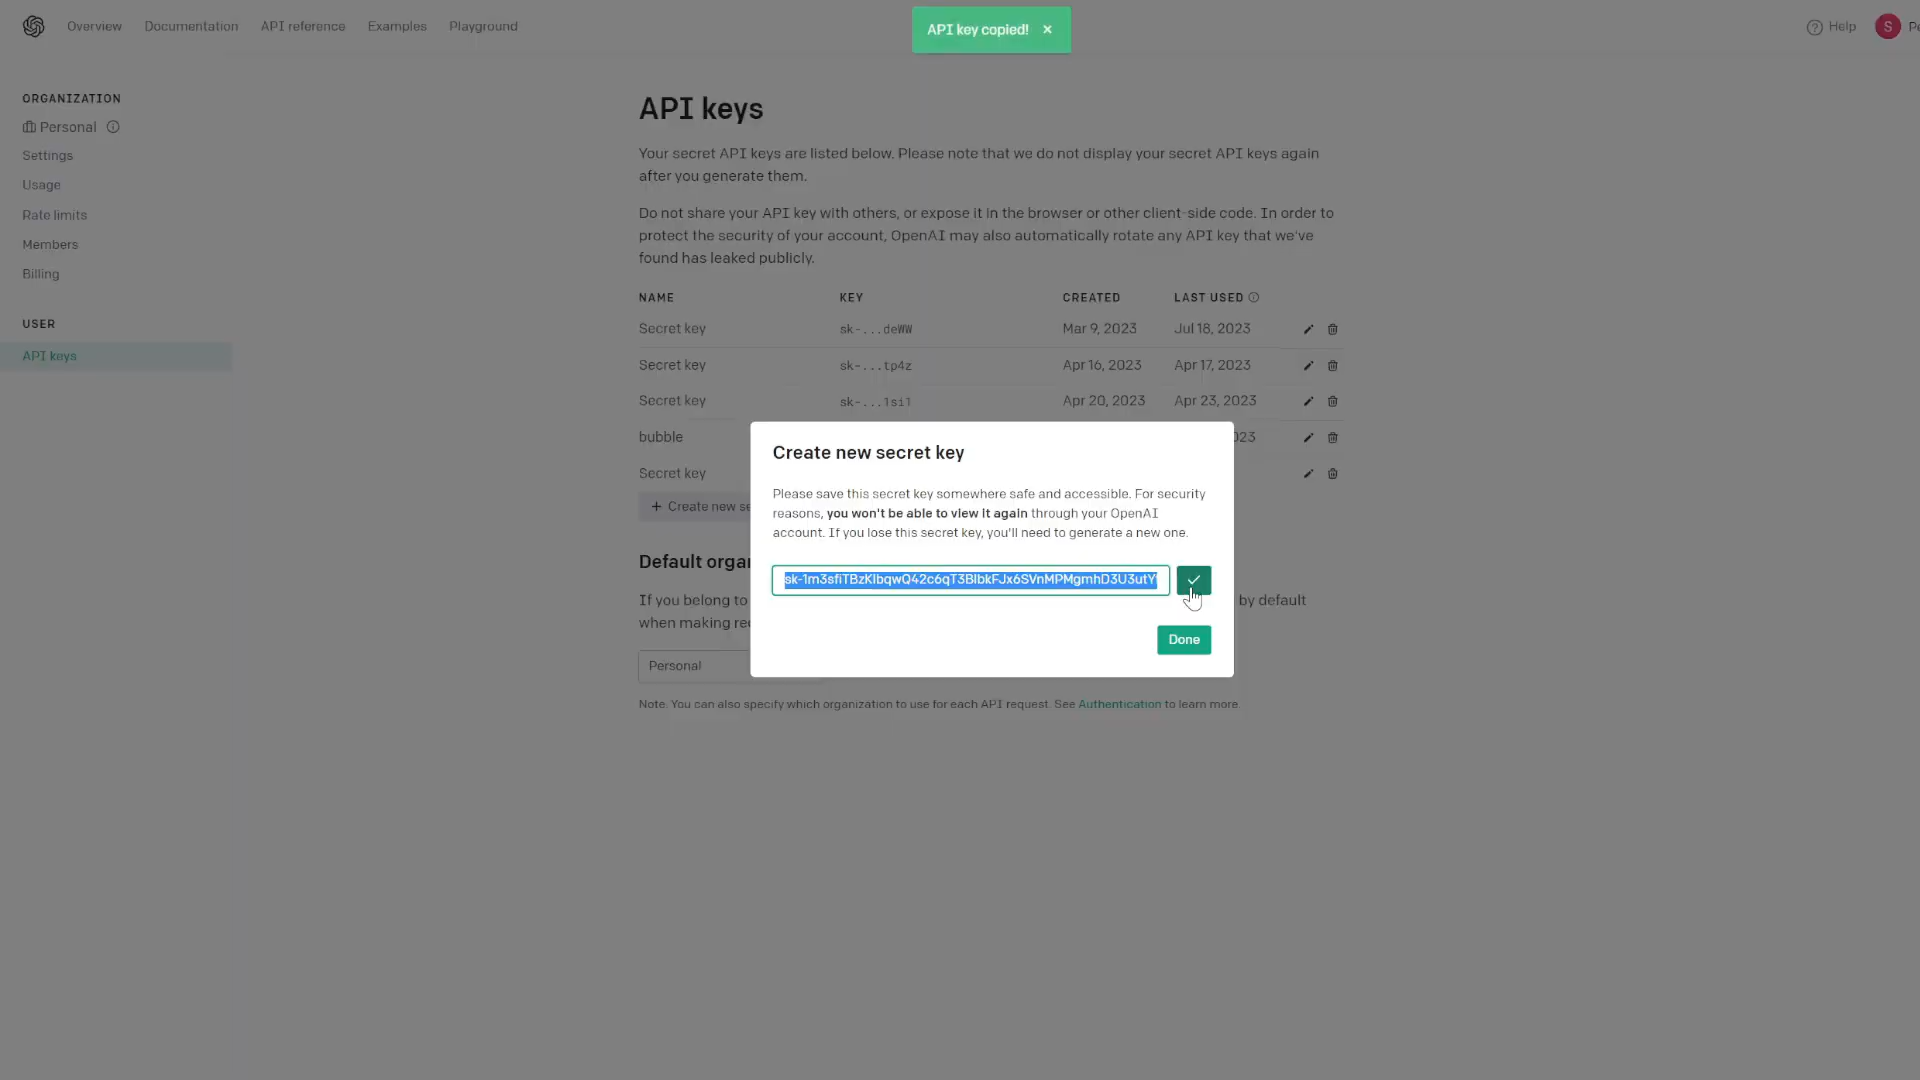 Overview
Documentation
API reference
Examples
Playground
API key copied! ×
Help
S
ORGANIZATION
Personal
Settings
Usage
Rate limits
Members
Billing
USER
API keys
API keys
Your secret API keys are listed below. Please note that we do not display your secret API keys again
after you generate them.
Do not share your API key with others, or expose it in the browser or other client-side code. In order to
protect the security of your account, OpenAI may also automatically rotate any API key that we've
found has leaked publicly.
NAME KEY CREATED LAST USED
Secret key sk-...deWW Mar 9, 2023 Jul 18, 2023
Secret key sk-...tp4z Apr 16, 2023 Apr 17, 2023
Secret key sk-...1si1 Apr 20, 2023 Apr 23, 2023
bubble
Secret key
+ Create new
Default
If you belong to by default
when making
Personal
Note: You can also specify which organization to use for each API request. See Authentication to learn more.
Create new secret key
Please save this secret key somewhere safe and accessible. For security
reasons, you won't be able to view it again through your OpenAI
account. If you lose this secret key, you'll need to generate a new one.
Done